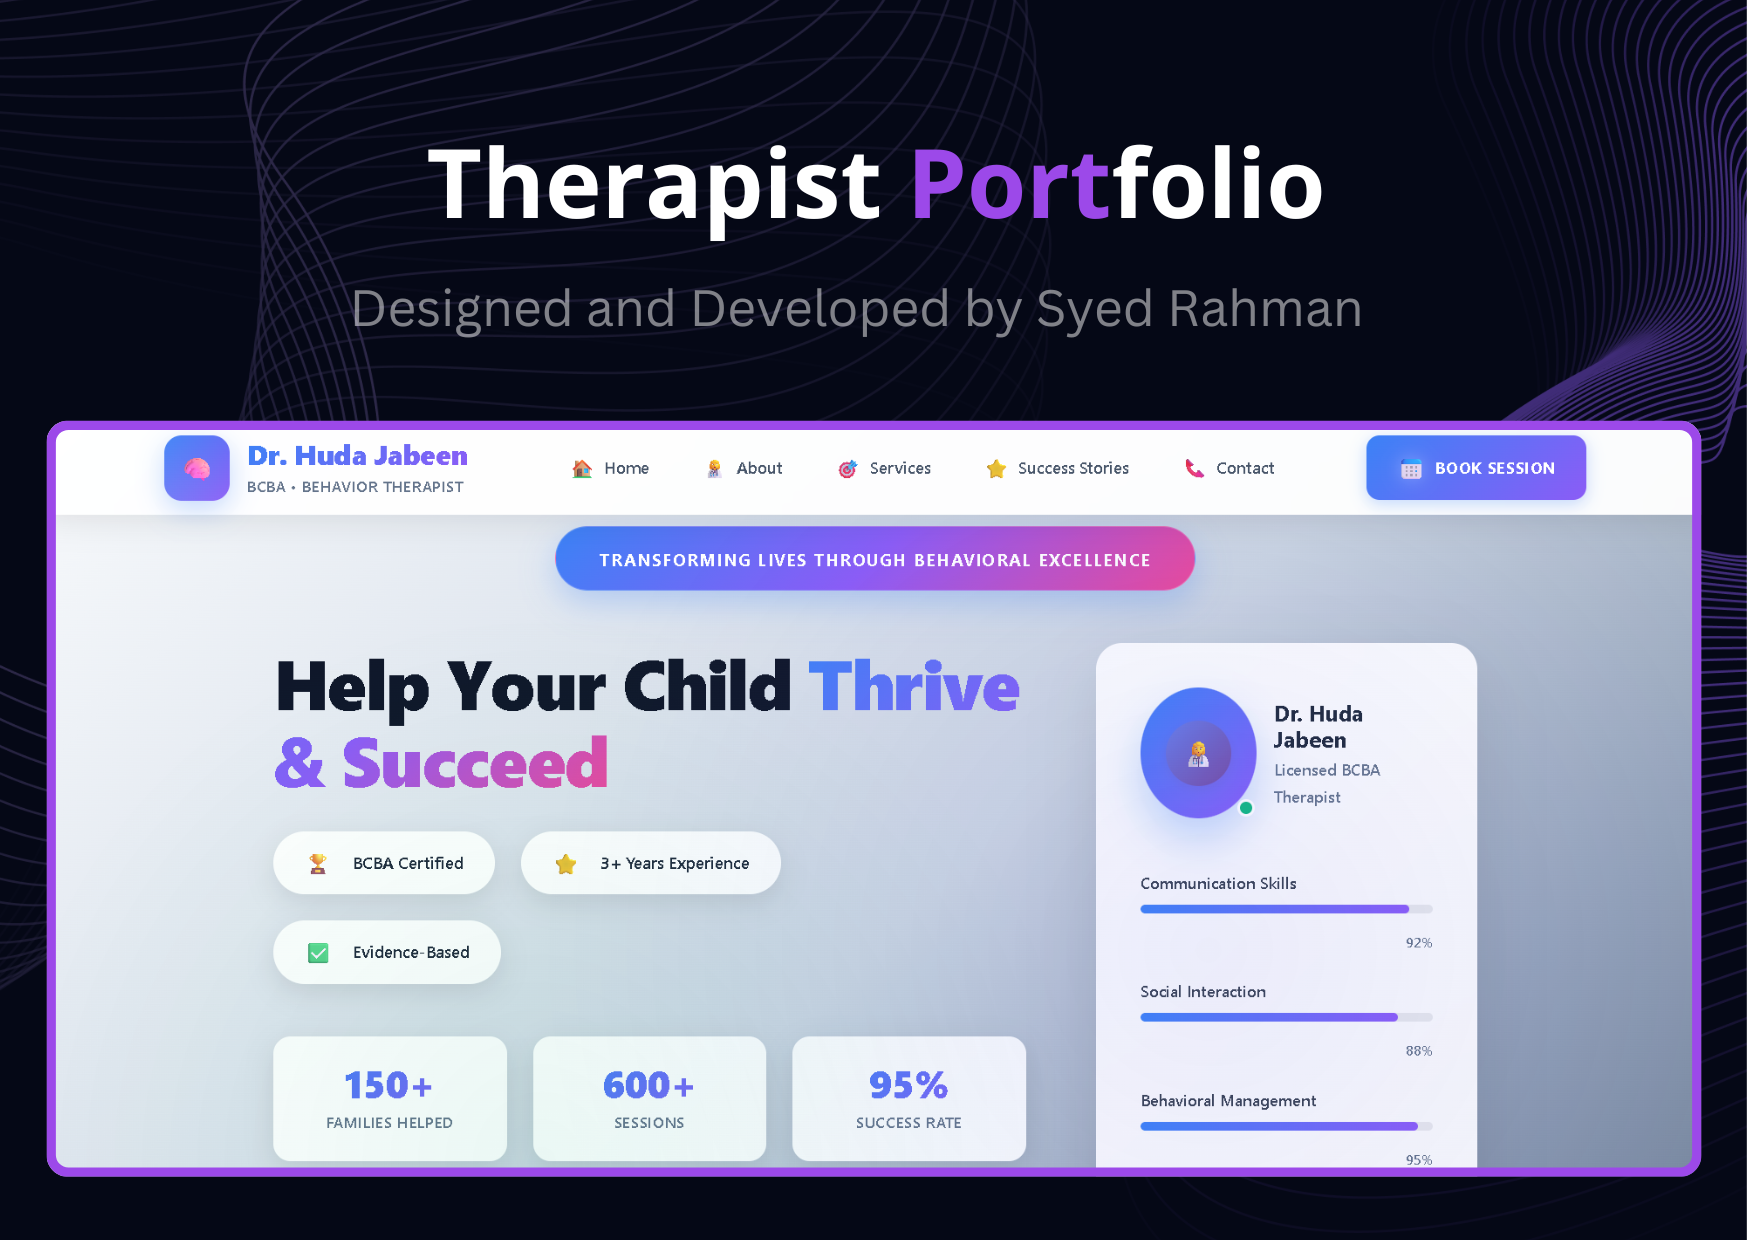 Therapist Portfolio
Designed and Developed by Syed Rahman
Dr. Huda Jabeen
BCBA • BEHAVIOR THERAPIST
Home
About
Services
Success Stories
Contact
BOOK SESSION
TRANSFORMING LIVES THROUGH BEHAVIORAL EXCELLENCE
Help Your Child Thrive
& Succeed
BCBA Certified
3+ Years Experience
Evidence-Based
150+
FAMILIES HELPED
600+
SESSIONS
95%
SUCCESS RATE
Dr. Huda
Jabeen
Licensed BCBA
Therapist
Communication Skills
92%
Social Interaction
88%
Behavioral Management
95%